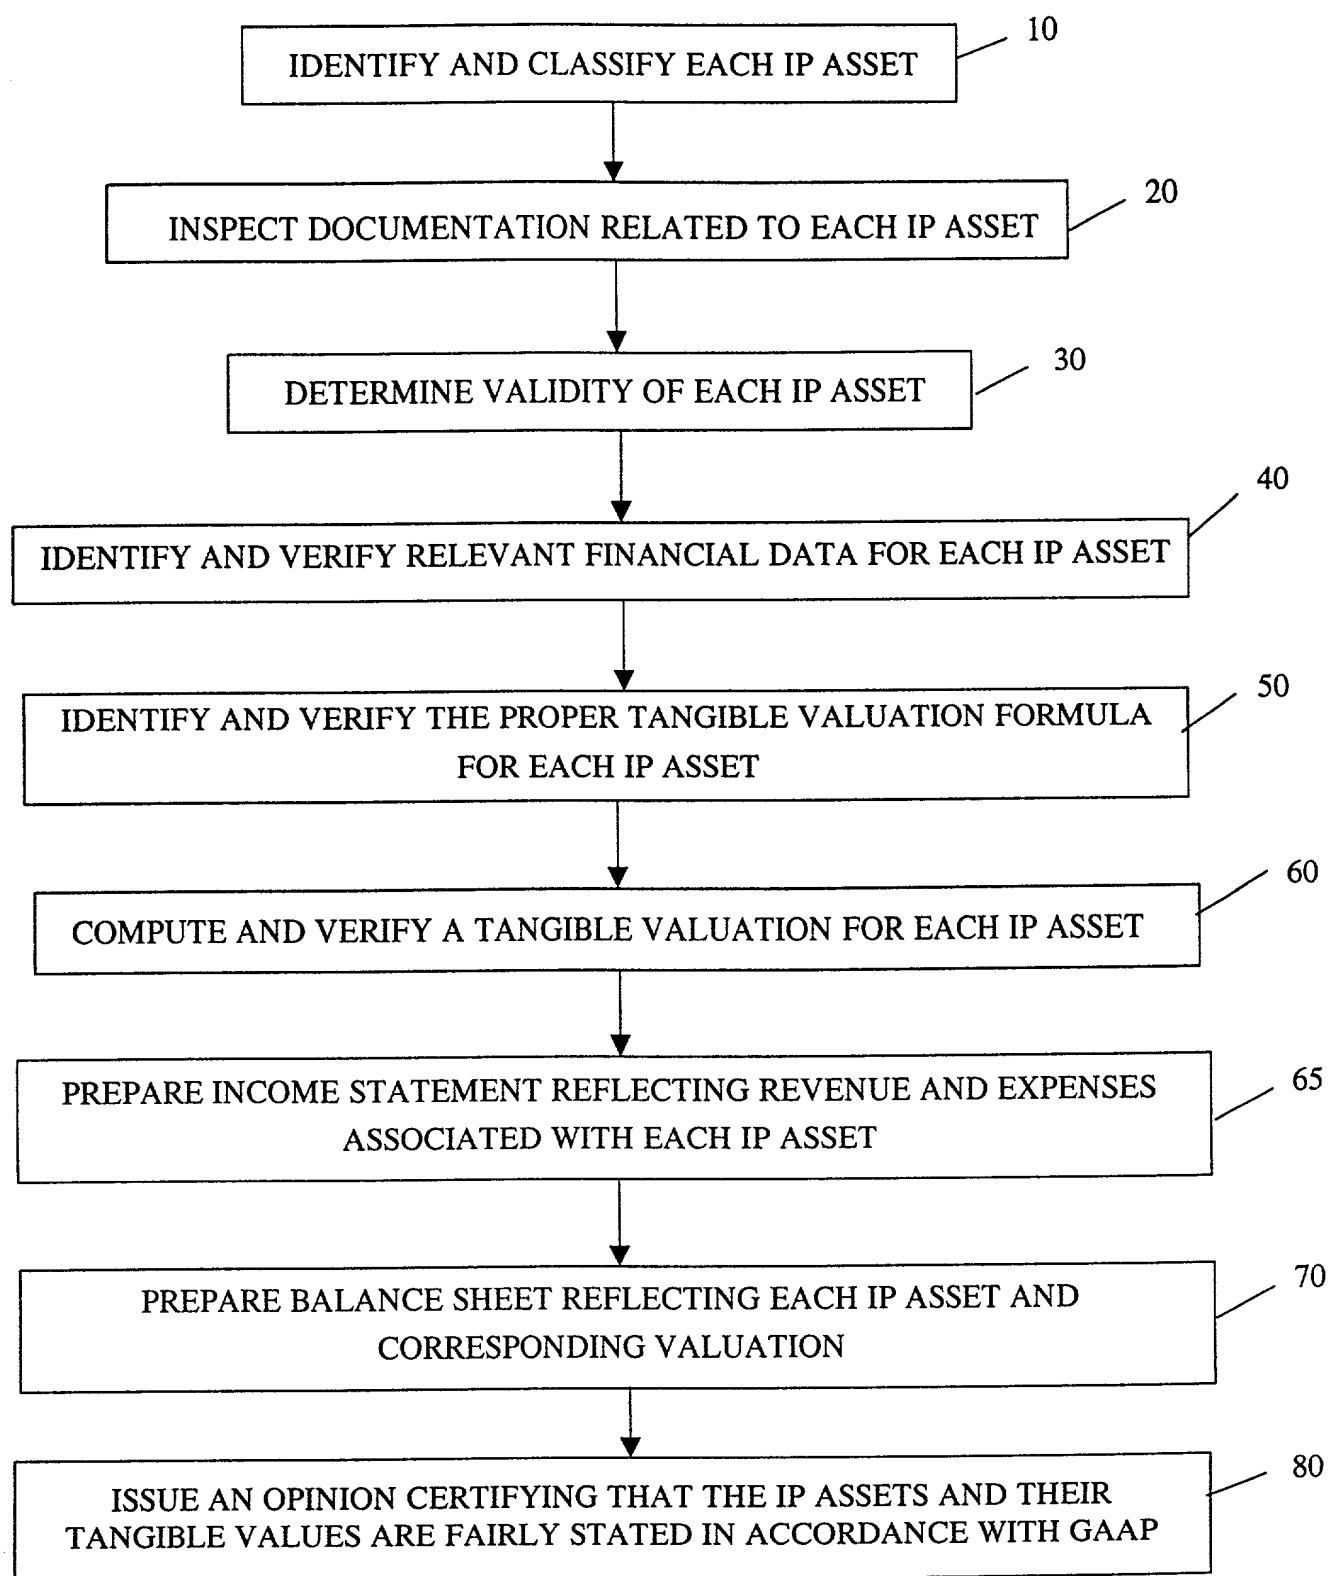 10
IDENTIFY AND CLASSIFY EACH IP ASSET
20
INSPECT DOCUMENTATION RELATED TO EACH IP ASSET
30
DETERMINE VALIDITY OF EACH IP ASSET
40
IDENTIFY AND VERIFY RELEVANT FINANCIAL DATA FOR EACH IP ASSET
50
IDENTIFY AND VERIFY THE PROPER TANGIBLE VALUATION FORMULA
FOR EACH IP ASSET
60
COMPUTE AND VERIFY A TANGIBLE VALUATION FOR EACH IP ASSET
65
PREPARE INCOME STATEMENT REFLECTING REVENUE AND EXPENSES
ASSOCIATED WITH EACH IP ASSET
70
PREPARE BALANCE SHEET REFLECTING EACH IP ASSET AND
CORRESPONDING VALUATION
80
ISSUE AN OPINION CERTIFYING THAT THE IP ASSETS AND THEIR
TANGIBLE VALUES ARE FAIRLY STATED IN ACCORDANCE WITH GAAP